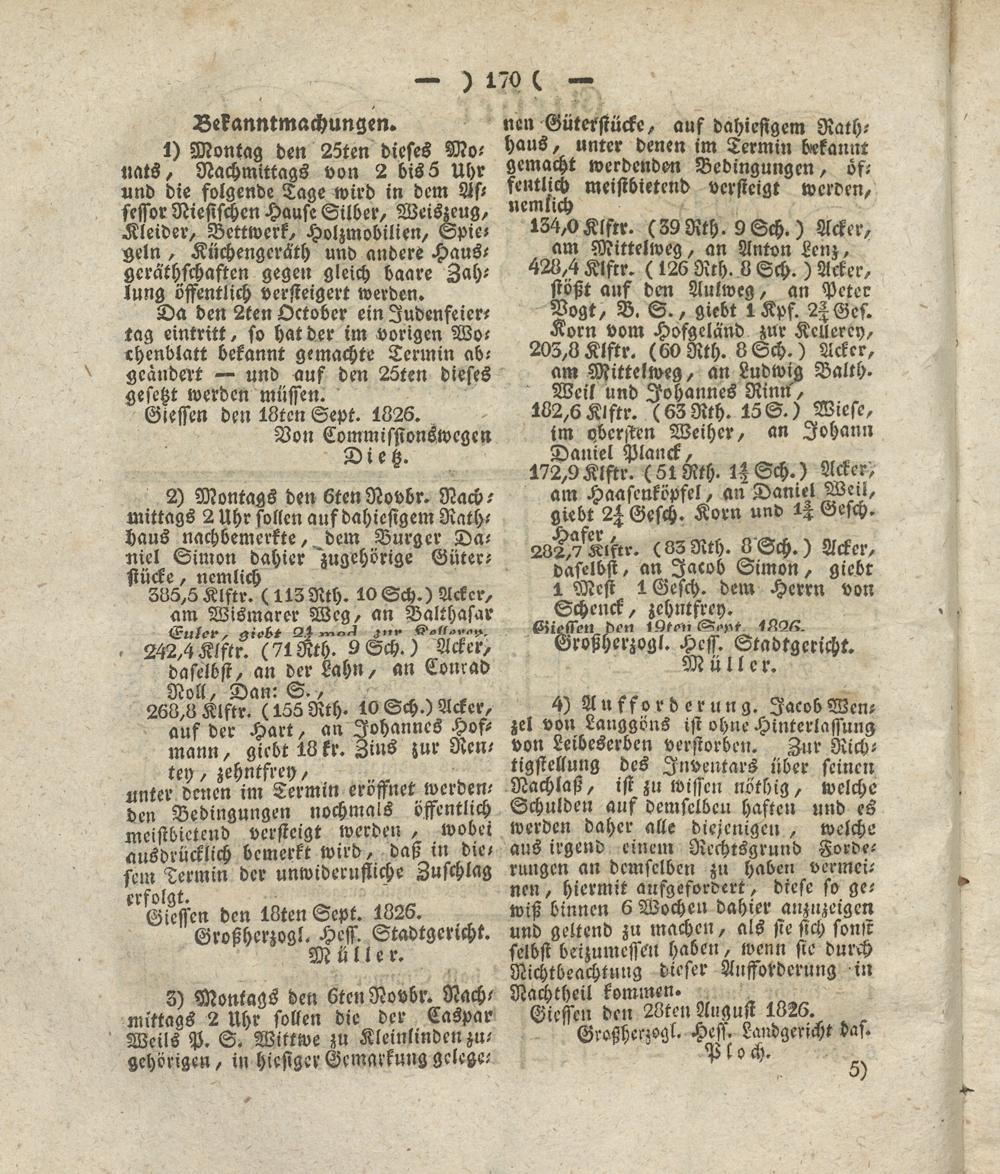 — ) 170 ( —
Bekanntmachungen.
1) Montag den 25ten dieses Mo-
nats, Nachmittags von 2 bis 5 Uhr
und die folgende Tage wird in dem As-
sessor Niesischen Hause Silber, Weiszeug,
Kleider, Bettwerk, Holzmobilien, Spie-
geln, Küchengeräth und andere Haus-
geräthschaften gegen gleich baare Zah-
lung öffentlich versteigert werden.
Da den 2ten October ein Judenfeier-
tag eintritt, so hat der im vorigen Wo-
chenblatt bekannt gemachte Termin ab-
geändert — und auf den 25ten dieses
gesetzt werden müssen.
Giessen den 18ten Sept. 1826.
Von Commissionswegen
Dietz.
2) Montags den 6ten Novbr. Nach-
mittags 2 Uhr sollen auf dahiesigem Rath-
haus nachbemerkte, dem Burger Da-
niel Simon dahier zugehörige Güter-
stücke, nemlich
385,5 Klftr. (113 Rth. 10 Sch.) Acker,
am Wismarer Weg, an Balthasar
Euler, giebt 2¾ mod. zur Kellerey,
242,4 Klftr. (71 Rth. 9 Sch.) Acker,
daselbst, an der Lahn, an Conrad
Noll, Dan: S.,
268,8 Klftr. (155 Rth. 10 Sch.) Acker,
auf der Hart, an Johannes Hof-
mann, giebt 18 kr. Zins zur Ren-
tey, zehntfrey,
unter denen im Termin eröffnet werden-
den Bedingungen nochmals öffentlich
meistbietend versteigt werden, wobei
ausdrücklich bemerkt wird, daß in die-
sem Termin der unwiderufliche Zuschlag
erfolgt.
Giessen den 18ten Sept. 1826.
Großherzogl. Hess. Stadtgericht.
Müller.
3) Montags den 6ten Novbr. Nach-
mittags 2 Uhr sollen die der Caspar
Weils P. S. Wittwe zu Kleinlinden zu-
gehörigen, in hiesiger Gemarkung gelege-
nen Güterstücke, auf dahiesigem Rath-
haus, unter denen im Termin bekannt
gemacht werdenden Bedingungen, öf-
fentlich meistbietend versteigt werden,
nemlich
134,0 Klftr. (39 Rth. 9 Sch.) Acker,
am Mittelweg, an Anton Lenz,
428,4 Klftr. (126 Rth. 8 Sch.) Acker,
stößt auf den Aulweg, an Peter
Vogt, B. S., giebt 1 Kpf. 2¾ Ges.
Korn vom Hofgeländ zur Kellerey,
203,8 Klftr. (60 Rth. 8 Sch.) Acker,
am Mittelweg, an Ludwig Balth.
Weil und Johannes Rinn,
182,6 Klftr. (63 Rth. 15 S.) Wiese,
im obersten Weiher, an Johann
Daniel Planck,
172,9 Klftr. (51 Rth. 1½ Sch.) Acker,
am Haasenköpfel, an Daniel Weil,
giebt 2¼ Gesch. Korn und 1¾ Gesch.
Hafer,
282,7 Klftr. (83 Rth. 8 Sch.) Acker,
daselbst, an Jacob Simon, giebt
1 Mest 1 Gesch. dem Herrn von
Schenck, zehntfrey.
Giessen den 19ten Sept. 1826.
Großherzogl. Hess. Stadtgericht.
Müller.
4) Aufforderung. Jacob Wen-
zel von Langgöns ist ohne Hinterlassung
von Leibeserben verstorben. Zur Rich-
tigstellung des Inventars über seinen
Nachlaß, ist zu wissen nöthig, welche
Schulden auf demselben haften und es
werden daher alle diejenigen, welche
aus irgend einem Rechtsgrund Forde-
rungen an demselben zu haben vermei-
nen, hiermit aufgefordert, diese so ge-
wiß binnen 6 Wochen dahier anzuzeigen
und geltend zu machen, als sie sich sonst
selbst beizumessen haben, wenn sie durch
Nichtbeachtung dieser Aufforderung in
Nachtheil kommen.
Giessen den 28ten August 1826.
Großherzogl. Hess. Landgericht das.
Ploch.
5)